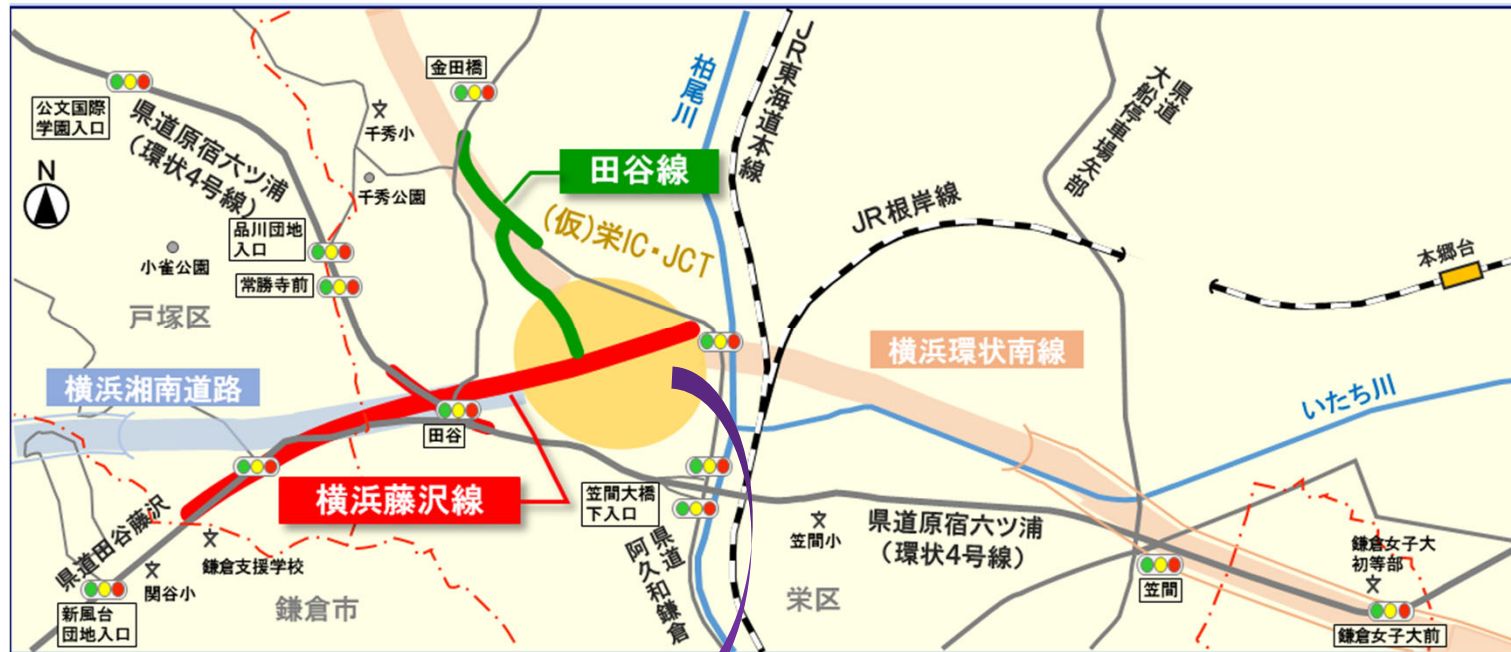 公文国際
学園入口
県道原宿六ツ浦
（環状4号線）
N
金田橋
千秀小
千秀公園
品川団地
入口
小雀公園
常勝寺前
戸塚区
田谷線
(仮)栄IC・JCT
柏尾川
JR東海道本線
JR根岸線
県道
大船停車場矢部
本郷台
横浜湘南道路
横浜環状南線
いたち川
田谷
横浜藤沢線
県道田谷藤沢
鎌倉支援学校
関谷小
新風台
団地入口
鎌倉市
笠間大橋
下入口
県道
阿久和鎌倉
笠間小
県道原宿六ツ浦
（環状4号線）
栄区
笠間
鎌倉女子大
初等部
鎌倉女子大前